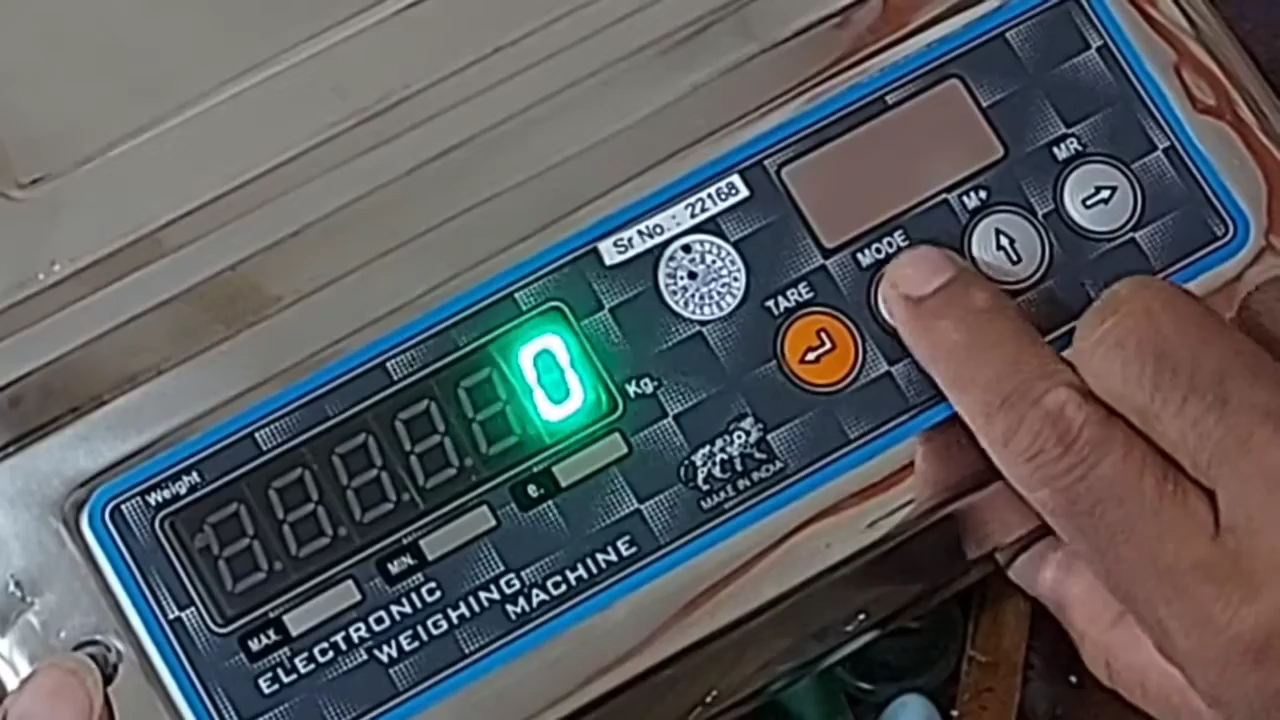 Sr No. : 22168
MR
M+
MODE
TARE
0
Kg.
Weight
e.
MIN.
MAX.
MAKE IN INDIA
ELECTRONIC
WEIGHING
MACHINE